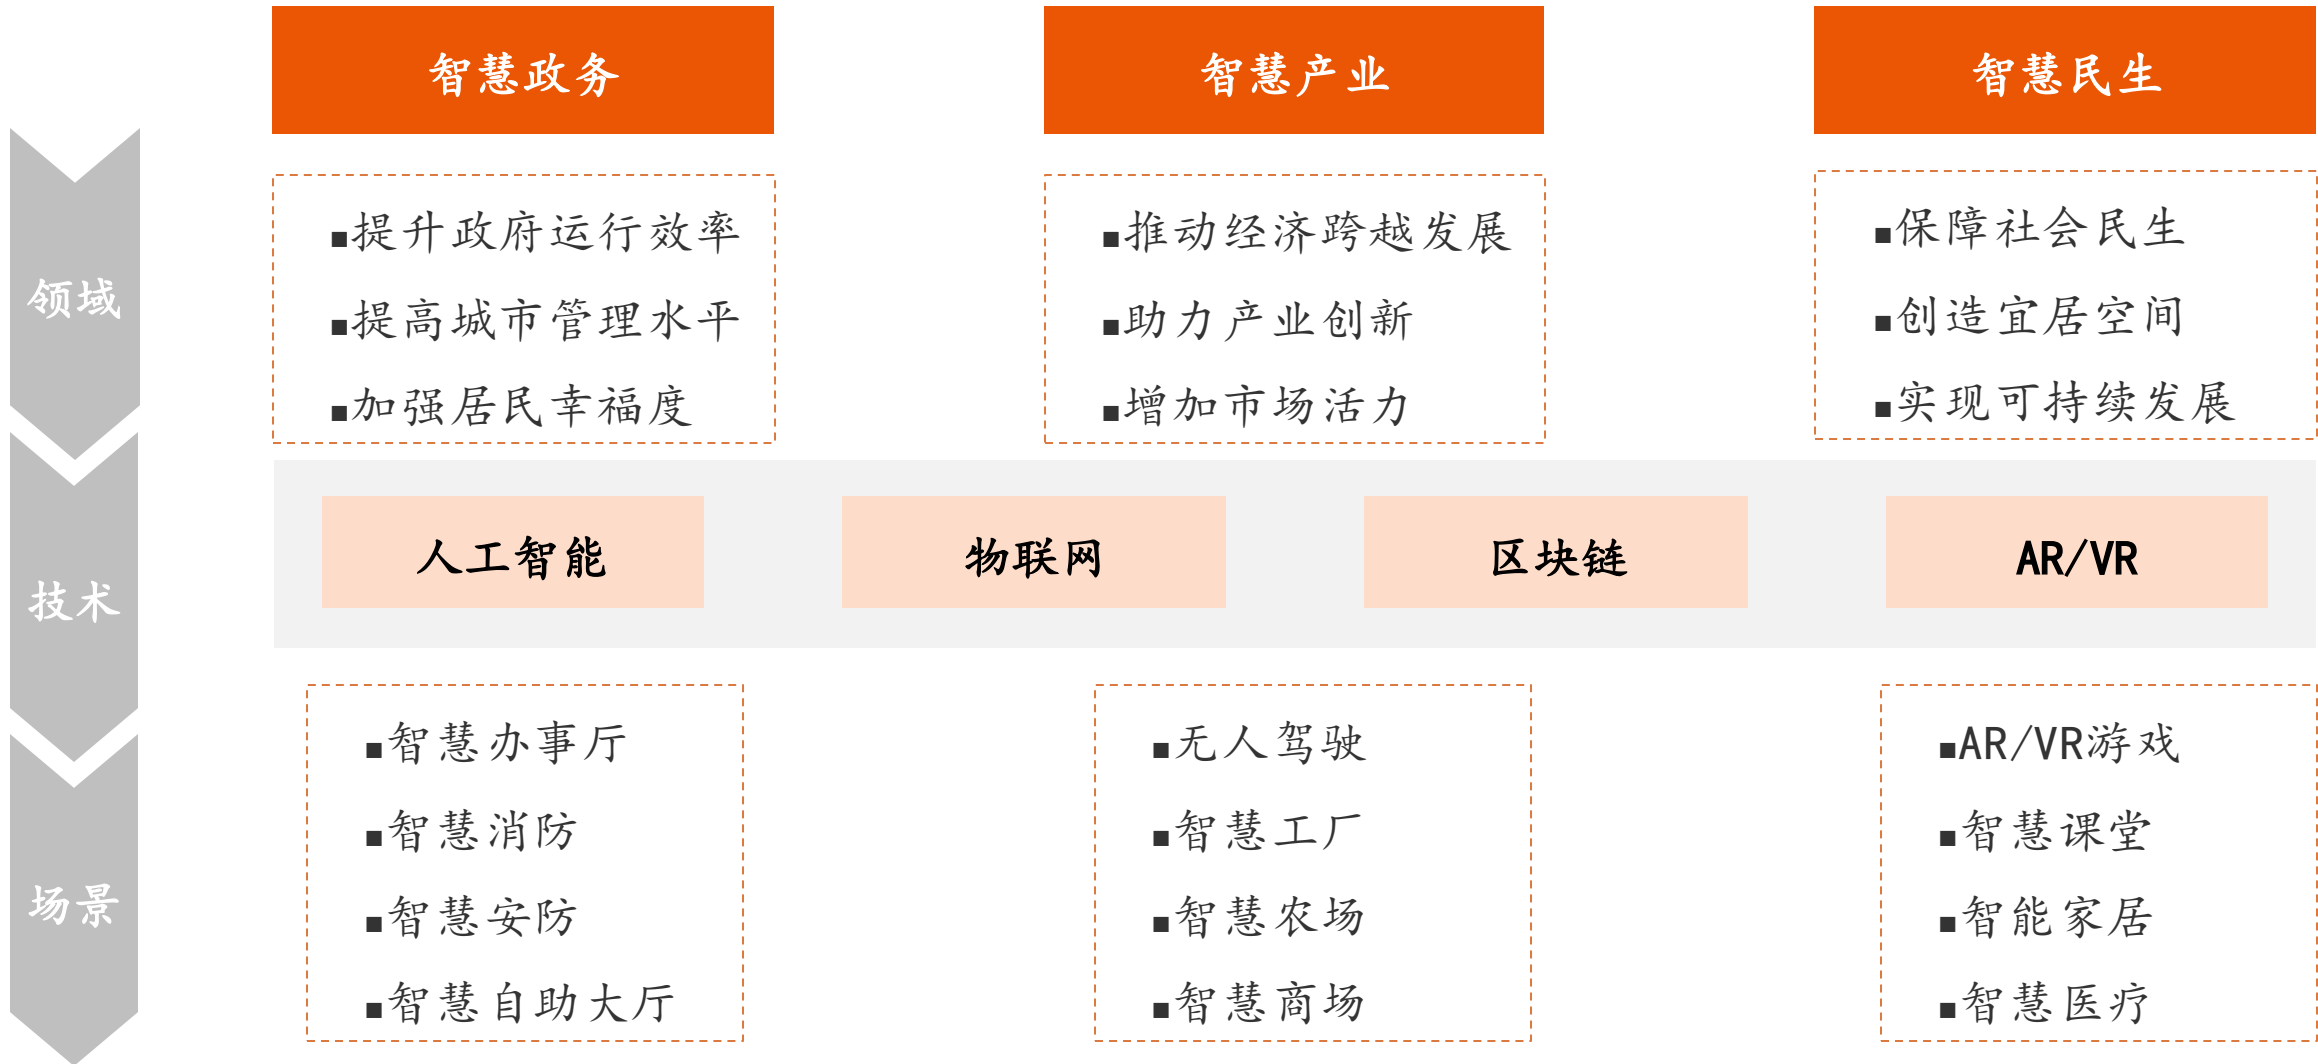 智慧政务
智慧产业
智慧民生
领域
■提升政府运行效率
■提高城市管理水平
■加强居民幸福度
■推动经济跨越发展
■助力产业创新
■增加市场活力
■保障社会民生
■创造宜居空间
■实现可持续发展
技术
人工智能
物联网
区块链
AR/VR
场景
■智慧办事厅
■智慧消防
■智慧安防
■智慧自助大厅
■无人驾驶
■智慧工厂
■智慧农场
■智慧商场
■AR/VR游戏
■智慧课堂
■智能家居
■智慧医疗